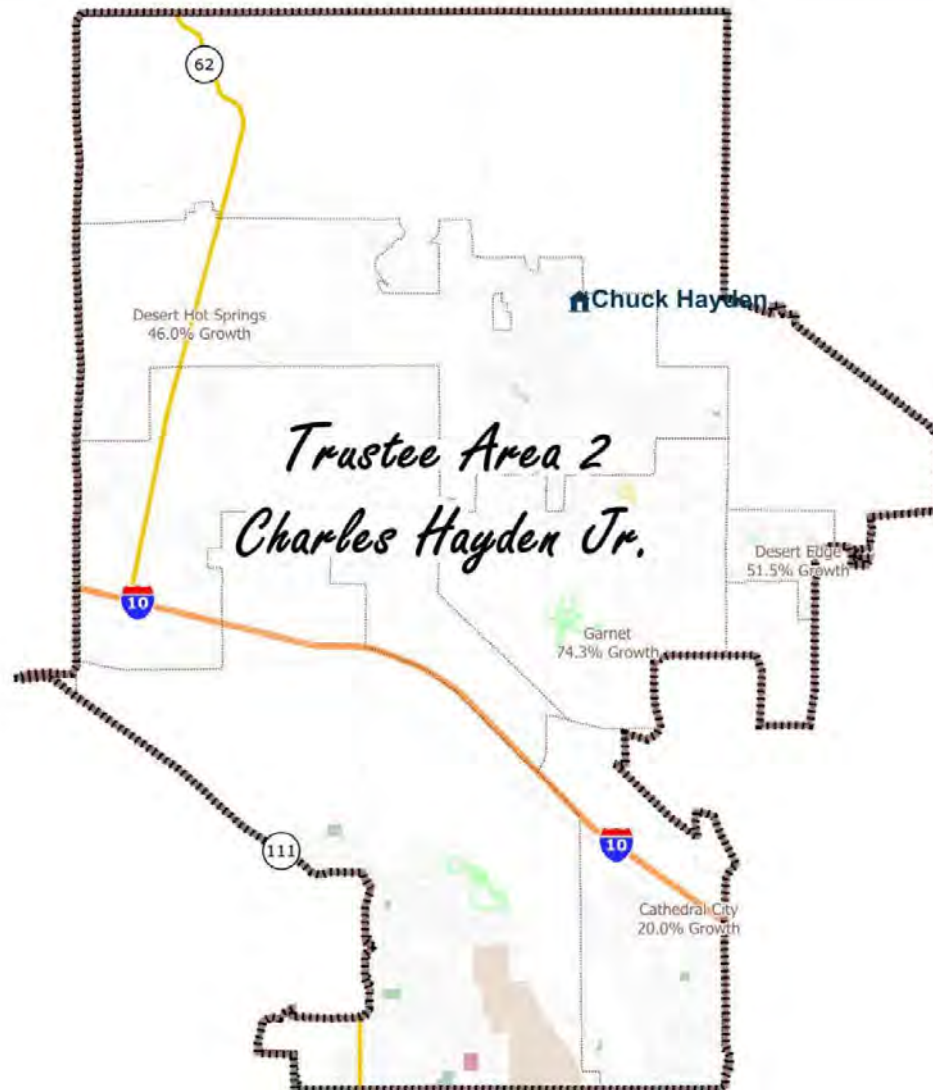 62
Chuck Hayden
Desert Hot Springs
46.0% Growth
Trustee Area 2
Charles Hayden Jr.
Desert Edge
51.5% Growth
10
Garnet
74.3% Growth
111
10
Cathedral City
20.0% Growth